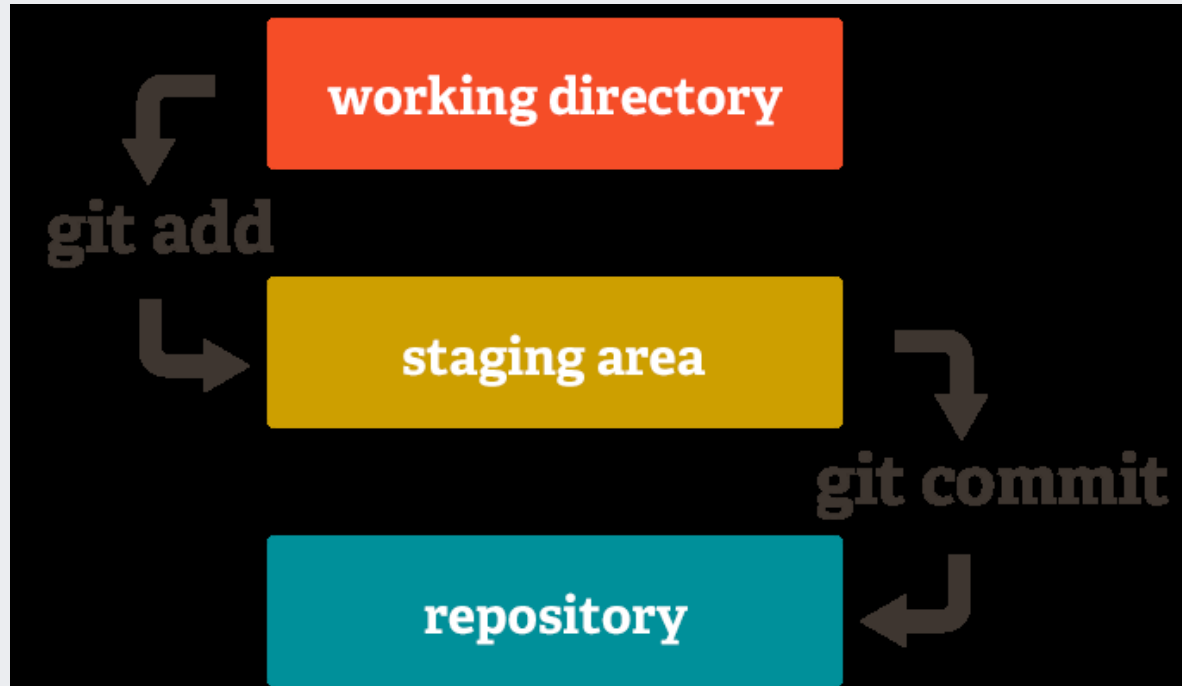 working directory
git add
staging area
git commit
repository